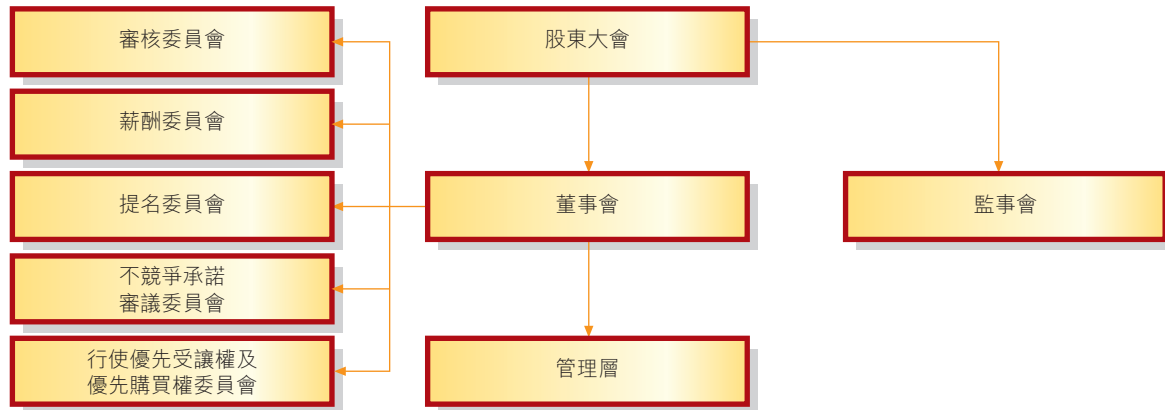 審核委員會
股東大會
薪酬委員會
提名委員會
董事會
監事會
不競爭承諾
審議委員會
行使優先受讓權及
優先購買權委員會
管理層